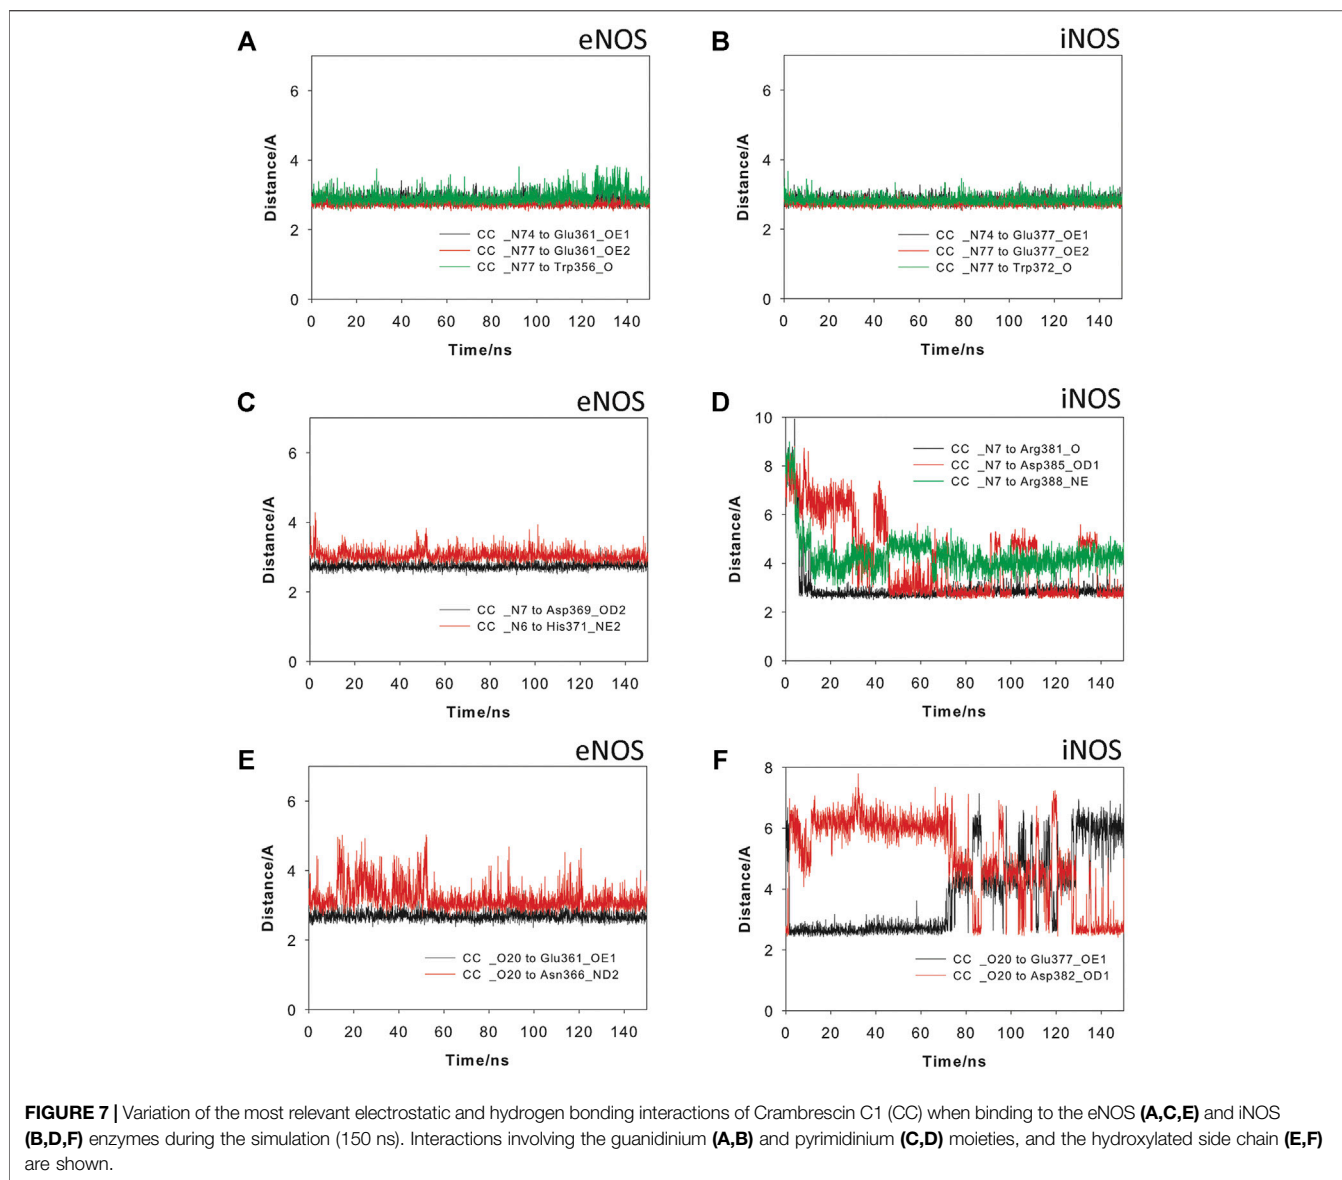 A
eNOS
Distance/A
6
4
2
0
CC _N74 to Glu361_OE1
CC _N77 to Glu361_OE2
CC _N77 to Trp356_O
0 20 40 60 80 100 120 140
Time/ns
B
iNOS
Distance/A
6
4
2
0
CC _N74 to Glu377_OE1
CC _N77 to Glu377_OE2
CC _N77 to Trp372_O
0 20 40 60 80 100 120 140
Time/ns
C
eNOS
Distance/A
6
4
2
0
CC _N7 to Asp369_OD2
CC _N6 to His371_NE2
0 20 40 60 80 100 120 140
Time/ns
D
iNOS
Distance/A
10
8
6
4
2
0
CC _N7 to Arg381_O
CC _N7 to Asp385_OD1
CC _N7 to Arg388_NE
0 20 40 60 80 100 120 140
Time/ns
E
eNOS
Distance/A
6
4
2
0
CC _O20 to Glu361_OE1
CC _O20 to Asn366_ND2
0 20 40 60 80 100 120 140
Time/ns
F
iNOS
Distance/A
8
6
4
2
0
CC _O20 to Glu377_OE1
CC _O20 to Asp382_OD1
0 20 40 60 80 100 120 140
Time/ns
FIGURE 7 | Variation of the most relevant electrostatic and hydrogen bonding interactions of Crambrescin C1 (CC) when binding to the eNOS (A,C,E) and iNOS
(B,D,F) enzymes during the simulation (150 ns). Interactions involving the guanidinium (A,B) and pyrimidinium (C,D) moieties, and the hydroxylated side chain (E,F)
are shown.